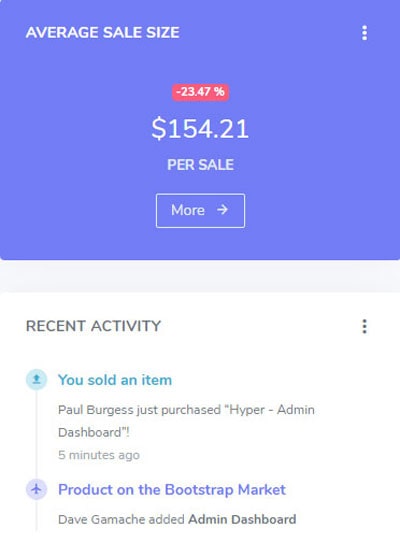 AVERAGE SALE SIZE
-23.47 %
$154.21
PER SALE
More
RECENT ACTIVITY
You sold an item
Paul Burgess just purchased “Hyper - Admin
Dashboard”!
5 minutes ago
Product on the Bootstrap Market
Dave Gamache added Admin Dashboard